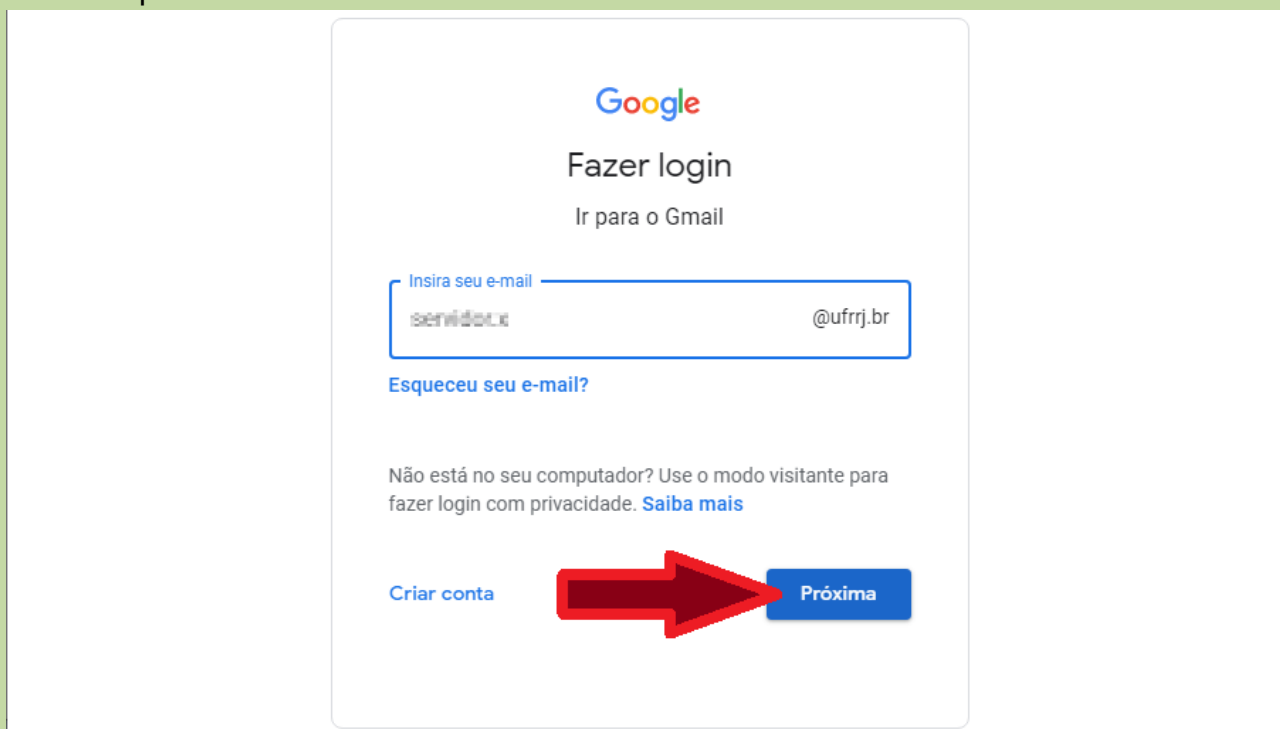 Google
Fazer login
Ir para o Gmail
Insira seu e-mail
@ufrrj.br
Esqueceu seu e-mail?
Não está no seu computador? Use o modo visitante para
fazer login com privacidade. Saiba mais
Criar conta
Próxima